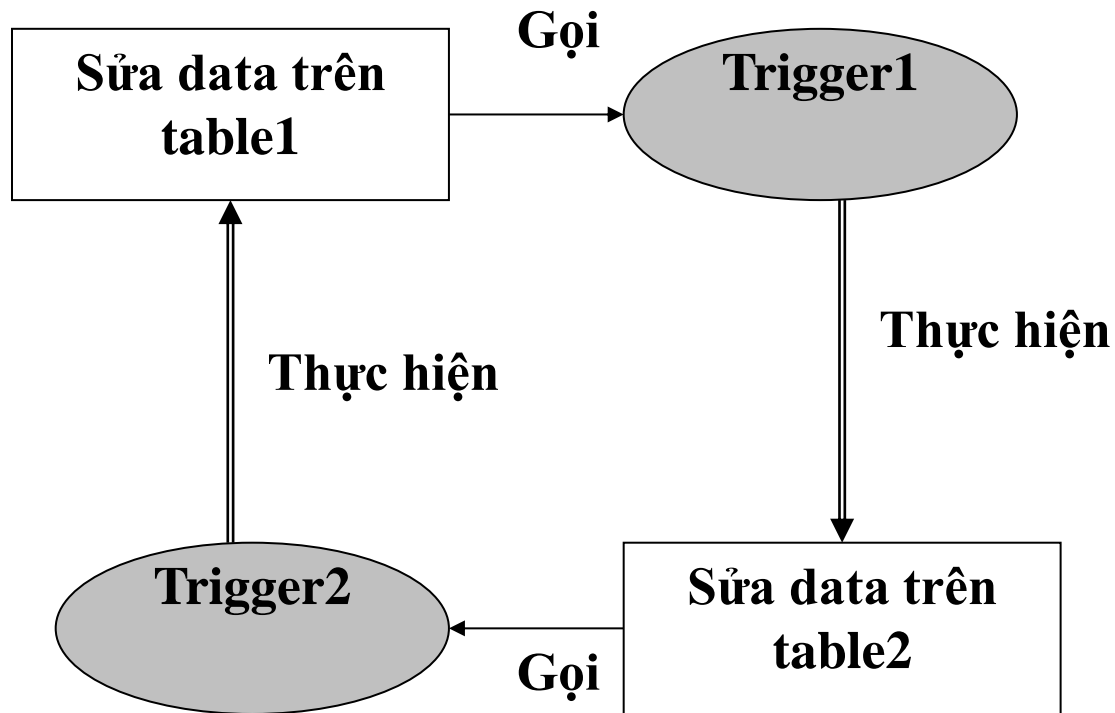 Gọi
Sửa data trên
table1
Trigger1
Thực hiện
Thực hiện
Trigger2
Sửa data trên
table2
Gọi